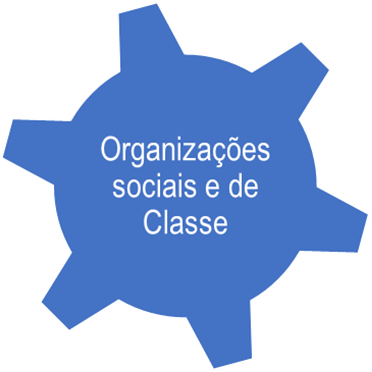 Organizações
sociais e de
Classe